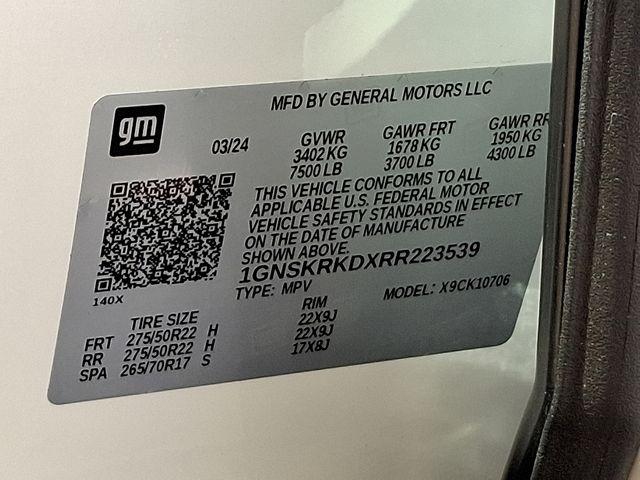 MFD BY GENERAL MOTORS LLC
gm
03/24
GVWR
3402 KG
7500 LB
GAWR FRT
1678 KG
3700 LB
GAWR RR
1950 KG
4300 LB
THIS VEHICLE CONFORMS TO ALL
APPLICABLE U.S. FEDERAL MOTOR
VEHICLE SAFETY STANDARDS IN EFFECT
ON THE DATE OF MANUFACTURE
SHOWN ABOVE.
1GNSKRKDXRR223539
TYPE: MPV
MODEL: X9CK10706
140X
TIRE SIZE RIM
FRT 275/50R22 H 22X9J
RR 275/50R22 H 22X9J
SPA 265/70R17 S 17X8J